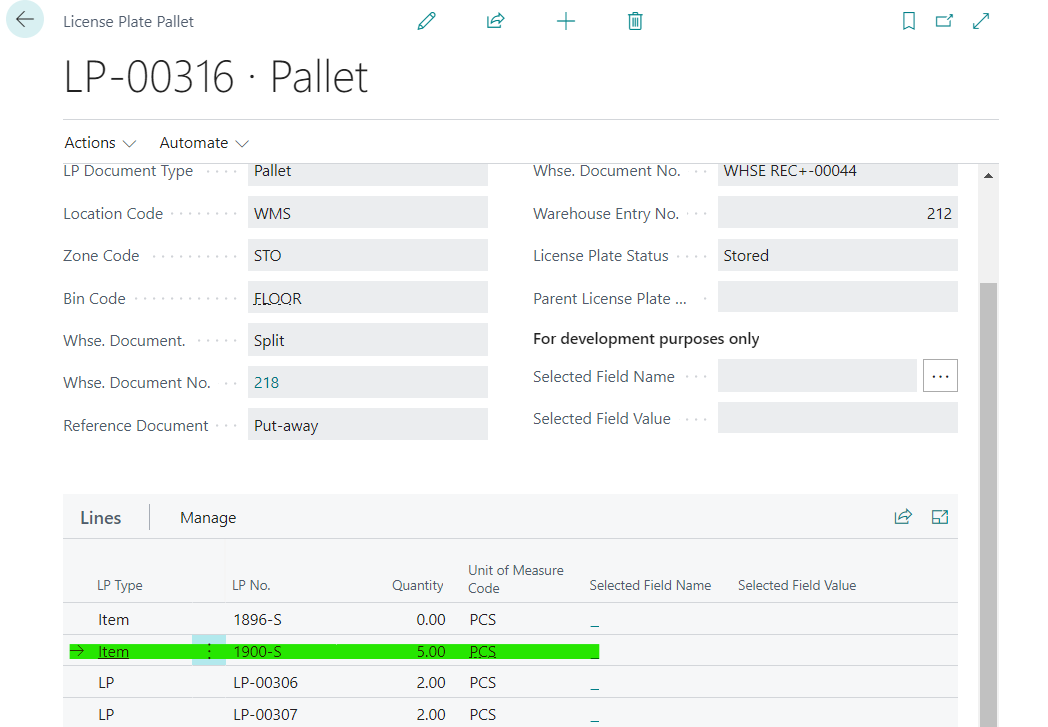 License Plate Pallet
LP-00316 · Pallet
Actions Automate
LP Document Type Pallet Whse. Document No. WHSE REC+-00044
Location Code WMS Warehouse Entry No. 212
Zone Code STO License Plate Status Stored
Bin Code FLOOR Parent License Plate ...
For development purposes only
Whse. Document. Split
Selected Field Name ...
Whse. Document No. 218
Selected Field Value
Reference Document Put-away
Lines Manage
LP Type LP No. Quantity Unit of Measure Code Selected Field Name Selected Field Value
Item 1896-S 0.00 PCS _
Item 1900-S 5.00 PCS _
LP LP-00306 2.00 PCS _
LP LP-00307 2.00 PCS _